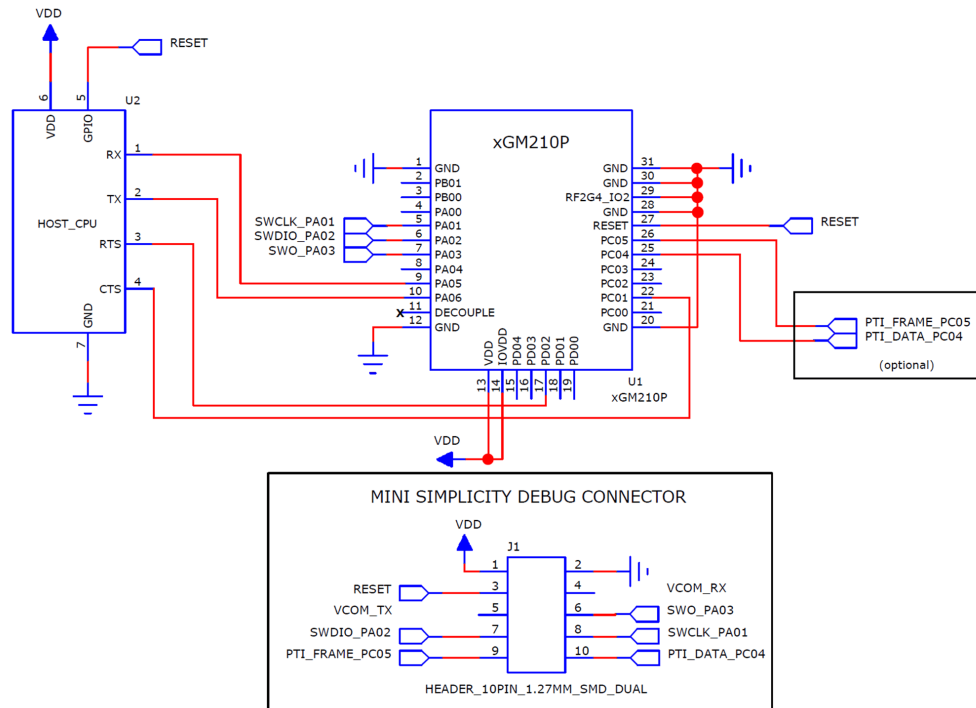 VDD
RESET
6
5
U2
VDD
GPIO
RX
1
TX
2
HOST_CPU
RTS
3
CTS
4
GND
7
xGM210P
1
GND
2
PB01
3
PB00
4
PA00
SWCLK_PA01
5
PA01
SWDIO_PA02
6
PA02
SWO_PA03
7
PA03
8
PA04
9
PA05
10
PA06
x
11
DECOUPLE
12
GND
GND
31
GND
30
RF2G4_IO2
29
GND
28
RESET
27
RESET
PC05
26
PC04
25
PC03
24
PC02
23
PC01
22
PC00
21
GND
20
VDD
IOVDD
PD04
PD03
PD02
PD01
PD00
13
14
15
16
17
18
19
U1
xGM210P
PTI_FRAME_PC05
PTI_DATA_PC04
(optional)
VDD
MINI SIMPLICITY DEBUG CONNECTOR
VDD
J1
1
2
RESET
3
4
VCOM_RX
VCOM_TX
5
6
SWO_PA03
SWDIO_PA02
7
8
SWCLK_PA01
PTI_FRAME_PC05
9
10
PTI_DATA_PC04
HEADER_10PIN_1.27MM_SMD_DUAL